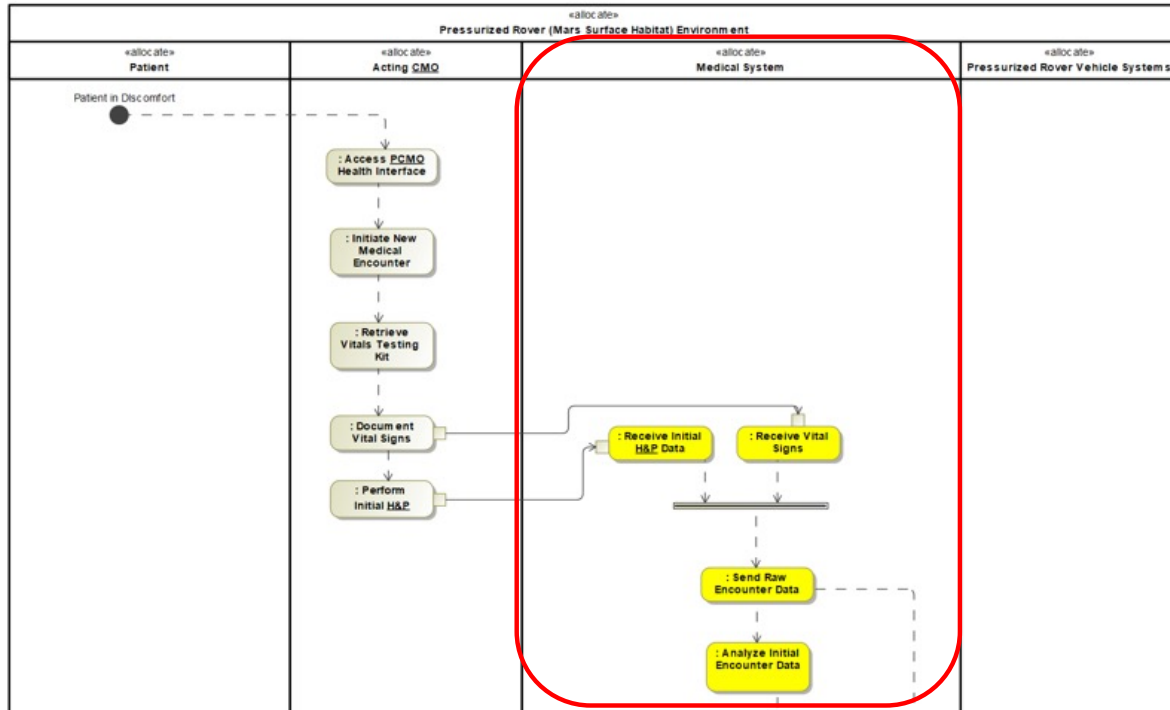 «allocate»
Pressurized Rover (Mars Surface Habitat) Environment
«allocate»
Patient
«allocate»
Acting CMO
«allocate»
Medical System
«allocate»
Pressurized Rover Vehicle Systems
Patient in Discomfort
: Access PCMO
Health Interface
: Initiate New
Medical
Encounter
: Retrieve
Vitals Testing
Kit
: Document
Vital Signs
: Receive Initial
H&P Data
: Receive Vital
Signs
: Perform
Initial H&P
: Send Raw
Encounter Data
: Analyze Initial
Encounter Data